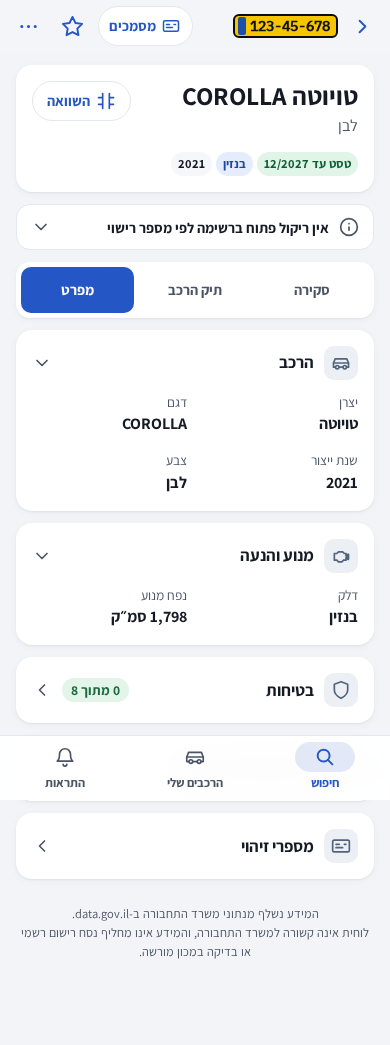 123-45-678
מסמכים
טויוטה COROLLA
השוואה
לבן
טסט עד 12/2027
בנזין
2021
אין ריקול פתוח ברשימה לפי מספר רישוי
סקירה
תיק הרכב
מפרט
הרכב
יצרן
דגם
טויוטה
COROLLA
שנת ייצור
צבע
2021
לבן
מנוע והנעה
דלק
נפח מנוע
בנזין
1,798 סמ״ק
בטיחות
0 מתוך 8
חיפוש
הרכבים שלי
התראות
מספרי זיהוי
המידע נשלף מנתוני משרד התחבורה ב-data.gov.il.
לוחית אינה קשורה למשרד התחבורה, והמידע אינו מחליף נסח רישום רשמי
או בדיקה במכון מורשה.